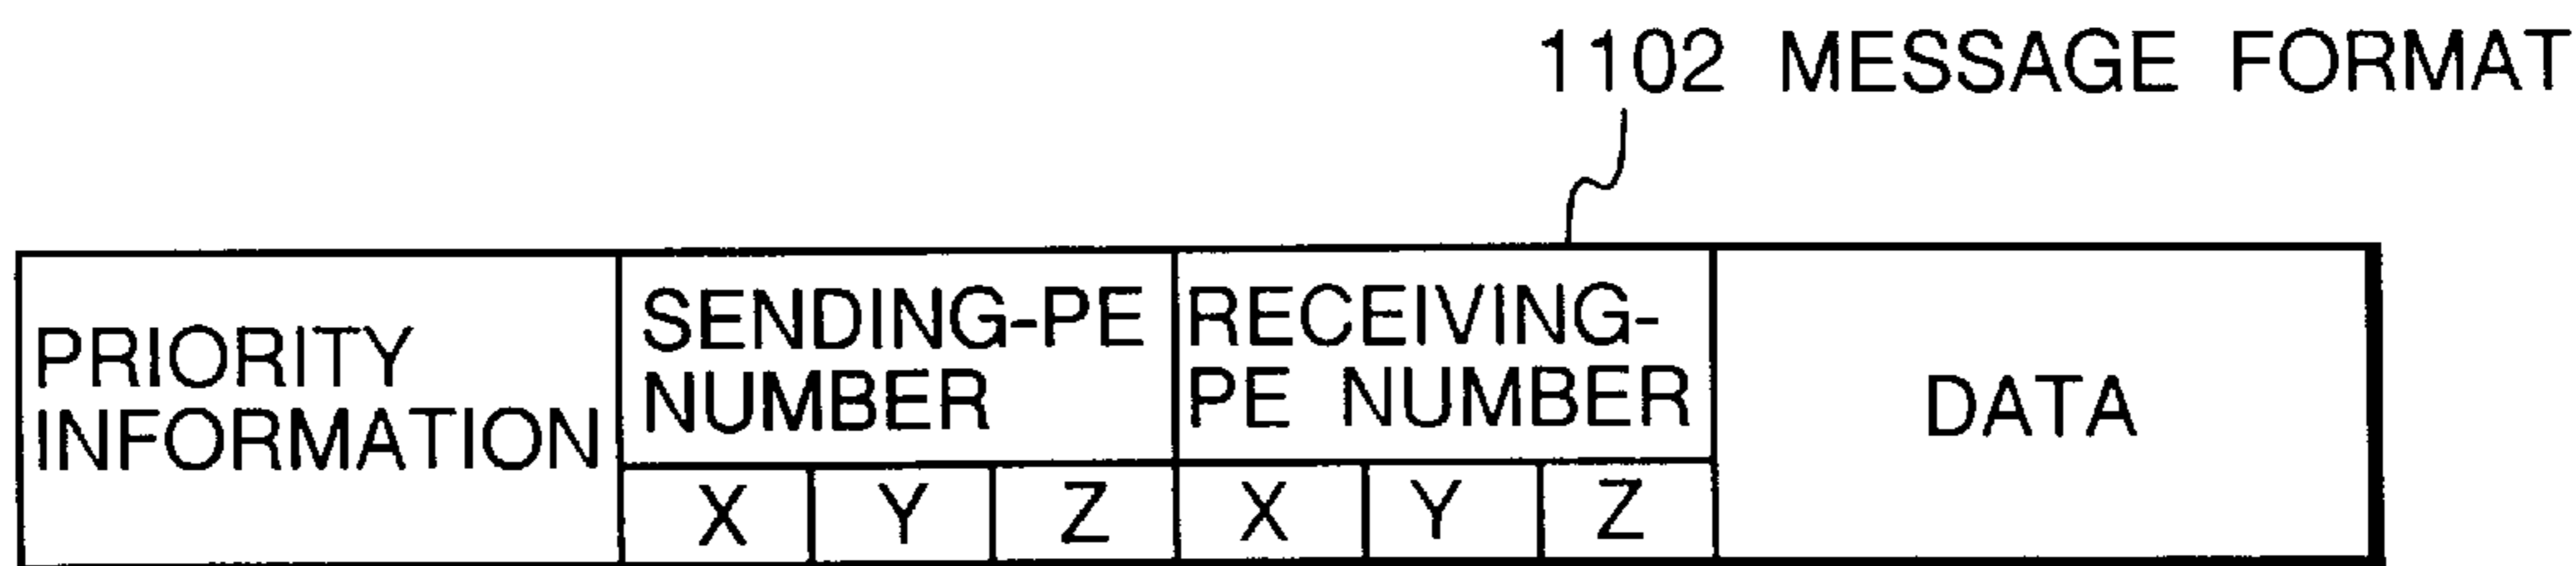 1102 MESSAGE FORMAT
PRIORITY
INFORMATION
SENDING-PE
NUMBER
X Y Z
RECEIVING-
PE NUMBER
X Y Z
DATA